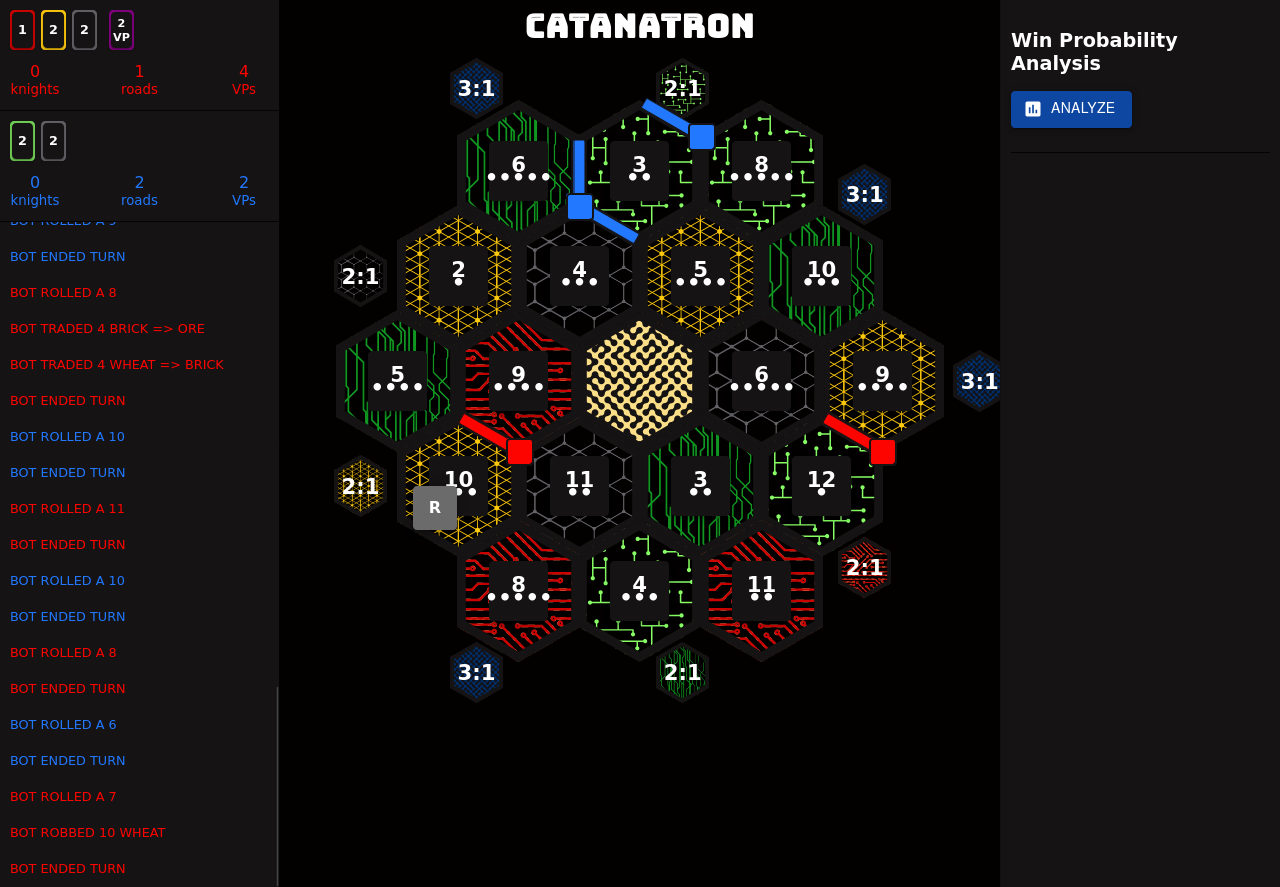 1 2 2 2 VP
0 1 4
knights roads VPs
2 2
0 2 2
knights roads VPs
BOT ENDED TURN
BOT ROLLED A 8
BOT TRADED 4 BRICK => ORE
BOT TRADED 4 WHEAT => BRICK
BOT ENDED TURN
BOT ROLLED A 10
BOT ENDED TURN
BOT ROLLED A 11
BOT ENDED TURN
BOT ROLLED A 10
BOT ENDED TURN
BOT ROLLED A 8
BOT ENDED TURN
BOT ROLLED A 6
BOT ENDED TURN
BOT ROLLED A 7
BOT ROBBED 10 WHEAT
BOT ENDED TURN
CATANATRON
3:1 2:1
6 3 8
3:1
2:1 2 4 5 10
5 9 6 9 3:1
2:1 10 11 3 12
R
2:1
8 4 11
3:1 2:1
Win Probability
Analysis
ANALYZE